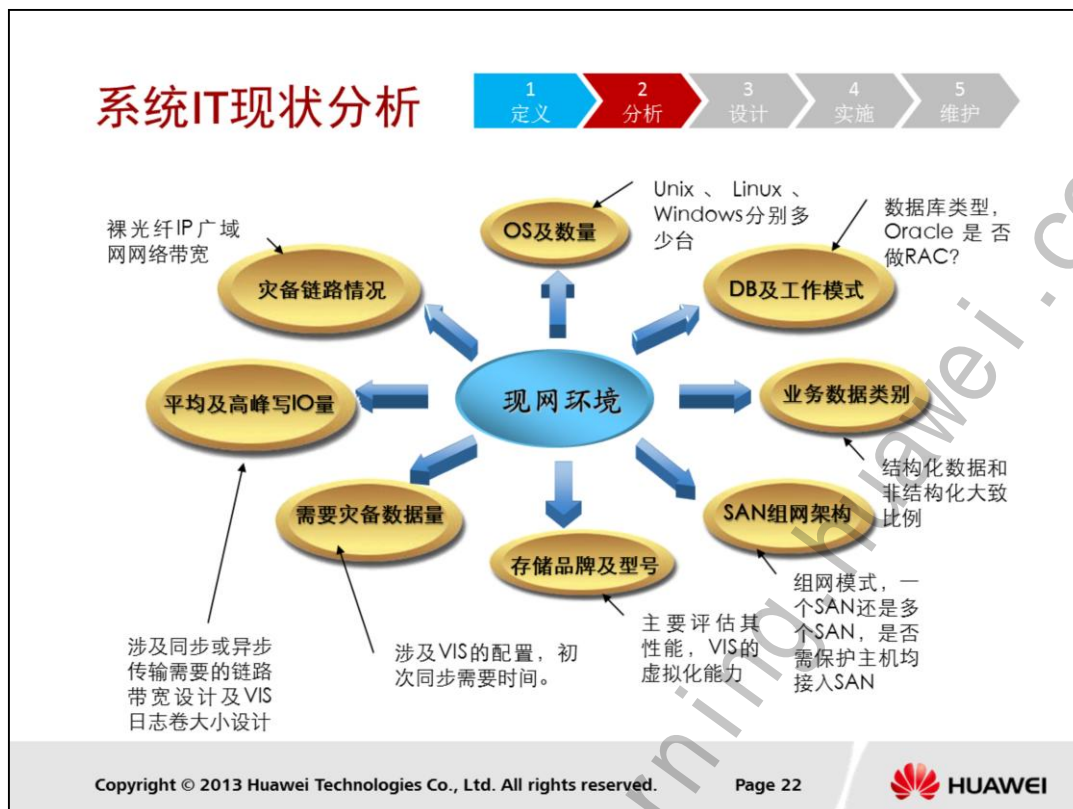 系统IT现状分析
1
定义
2
分析
3
设计
4
实施
5
维护
裸光纤IP广域
网网络带宽
灾备链路情况
OS及数量
Unix 、 Linux 、
Windows分别多
少台
数据库类型，
Oracle 是 否
做RAC?
DB及工作模式
平均及高峰写IO量
现网环境
业务数据类别
结构化数据和
非结构化大致
比例
需要灾备数据量
SAN组网架构
存储品牌及型号
组网模式，一
个SAN还是多
个SAN，是否
需保护主机均
接入SAN
涉及同步或异步
传输需要的链路
带宽设计及VIS
日志卷大小设计
涉及VIS的配置，初
次同步需要时间。
主要评估其
性能，VIS的
虚拟化能力
rning.huawei.co
Copyright © 2013 Huawei Technologies Co., Ltd. All rights reserved.
Page 22
HUAWEI